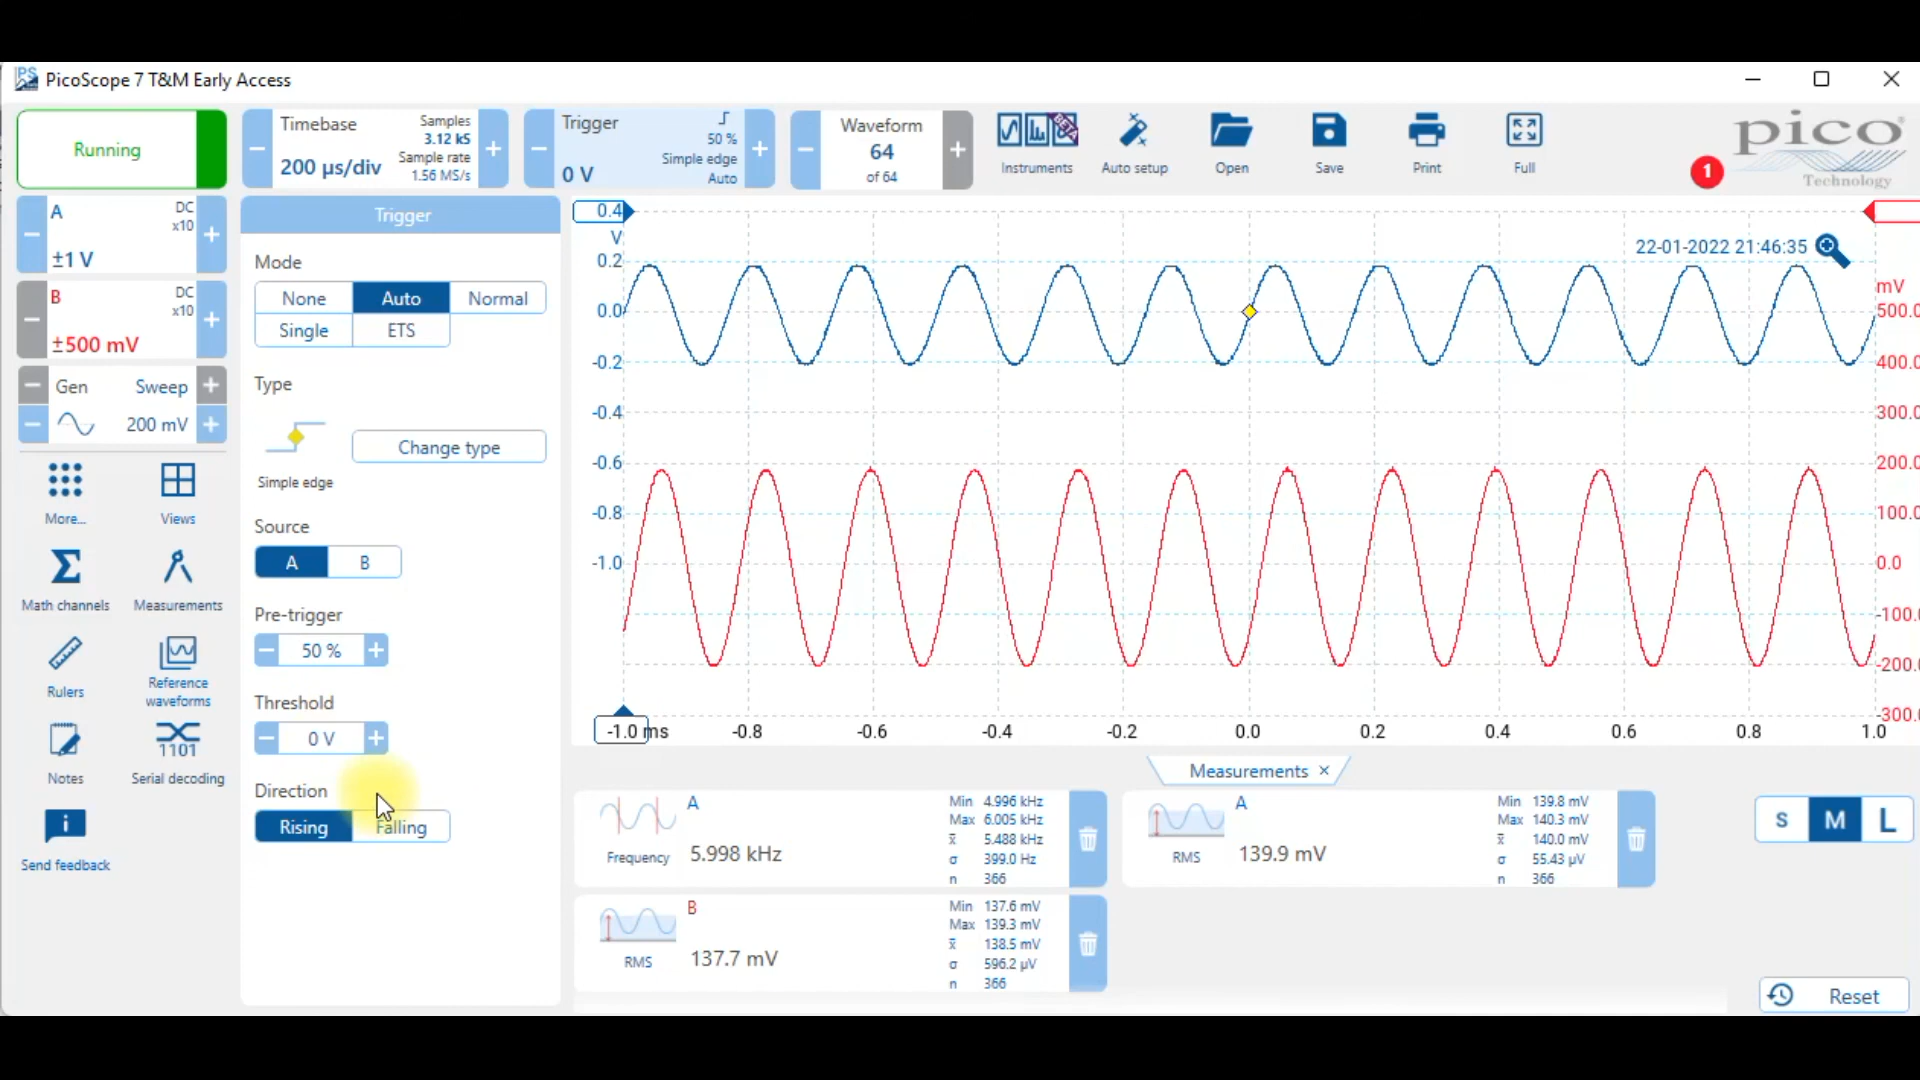 PicoScope 7 T&M Early Access
Running
Timebase
200 µs/div
Samples
3.12 kS
Sample rate
1.56 MS/s
Trigger
0 V
50 %
Simple edge
Auto
Waveform
64
of 64
Instruments
BETA
Auto setup
Open
Save
Print
Full
1
pico
Technology
A
DC
x10
±1 V
B
DC
x10
±500 mV
Gen
Sweep
200 mV
More...
Views
Math channels
Measurements
Rulers
Reference
waveforms
Notes
1101
Serial decoding
Send feedback
Trigger
Mode
None
Auto
Normal
Single
ETS
Type
Simple edge
Change type
Source
A
B
Pre-trigger
50 %
Threshold
0 V
Direction
Rising
Falling
0.4
V
0.2
0.0
-0.2
-0.4
-0.6
-0.8
-1.0
22-01-2022 21:46:35
mV
500.0
400.0
300.0
200.0
100.0
0.0
-100.0
-200.0
-300.0
-1.0 ms
-0.8
-0.6
-0.4
-0.2
0.0
0.2
0.4
0.6
0.8
1.0
Measurements
A
Frequency
5.998 kHz
Min 4.996 kHz
Max 6.005 kHz
x̄ 5.488 kHz
σ 399.0 Hz
n 366
A
RMS
139.9 mV
Min 139.8 mV
Max 140.3 mV
x̄ 140.0 mV
σ 55.43 µV
n 366
B
RMS
137.7 mV
Min 137.6 mV
Max 139.3 mV
x̄ 138.5 mV
σ 596.2 µV
n 366
S
M
L
Reset